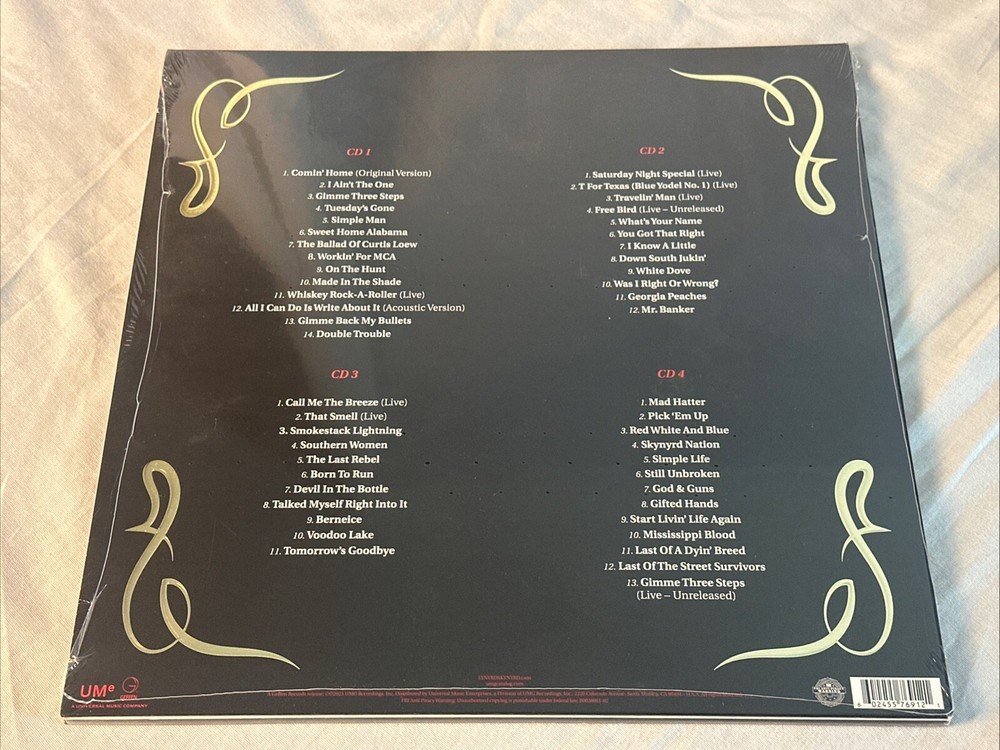 CD 1
1. Comin' Home (Original Version)
2. I Ain't The One
3. Gimme Three Steps
4. Tuesday's Gone
5. Simple Man
6. Sweet Home Alabama
7. The Ballad Of Curtis Loew
8. Workin' For MCA
9. On The Hunt
10. Made In The Shade
11. Whiskey Rock-A-Roller (Live)
12. All I Can Do Is Write About It (Acoustic Version)
13. Gimme Back My Bullets
14. Double Trouble
CD 2
1. Saturday Night Special (Live)
2. T For Texas (Blue Yodel No. 1) (Live)
3. Travelin' Man (Live)
4. Free Bird (Live – Unreleased)
5. What's Your Name
6. You Got That Right
7. I Know A Little
8. Down South Jukin'
9. White Dove
10. Was I Right Or Wrong?
11. Georgia Peaches
12. Mr. Banker
CD 3
1. Call Me The Breeze (Live)
2. That Smell (Live)
3. Smokestack Lightning
4. Southern Women
5. The Last Rebel
6. Born To Run
7. Devil In The Bottle
8. Talked Myself Right Into It
9. Berneice
10. Voodoo Lake
11. Tomorrow's Goodbye
CD 4
1. Mad Hatter
2. Pick 'Em Up
3. Red White And Blue
4. Skynyrd Nation
5. Simple Life
6. Still Unbroken
7. God & Guns
8. Gifted Hands
9. Start Livin' Life Again
10. Mississippi Blood
11. Last Of A Dyin' Breed
12. Last Of The Street Survivors
13. Gimme Three Steps
(Live – Unreleased)
UMe
A UNIVERSAL MUSIC COMPANY
6 02455 76912 1